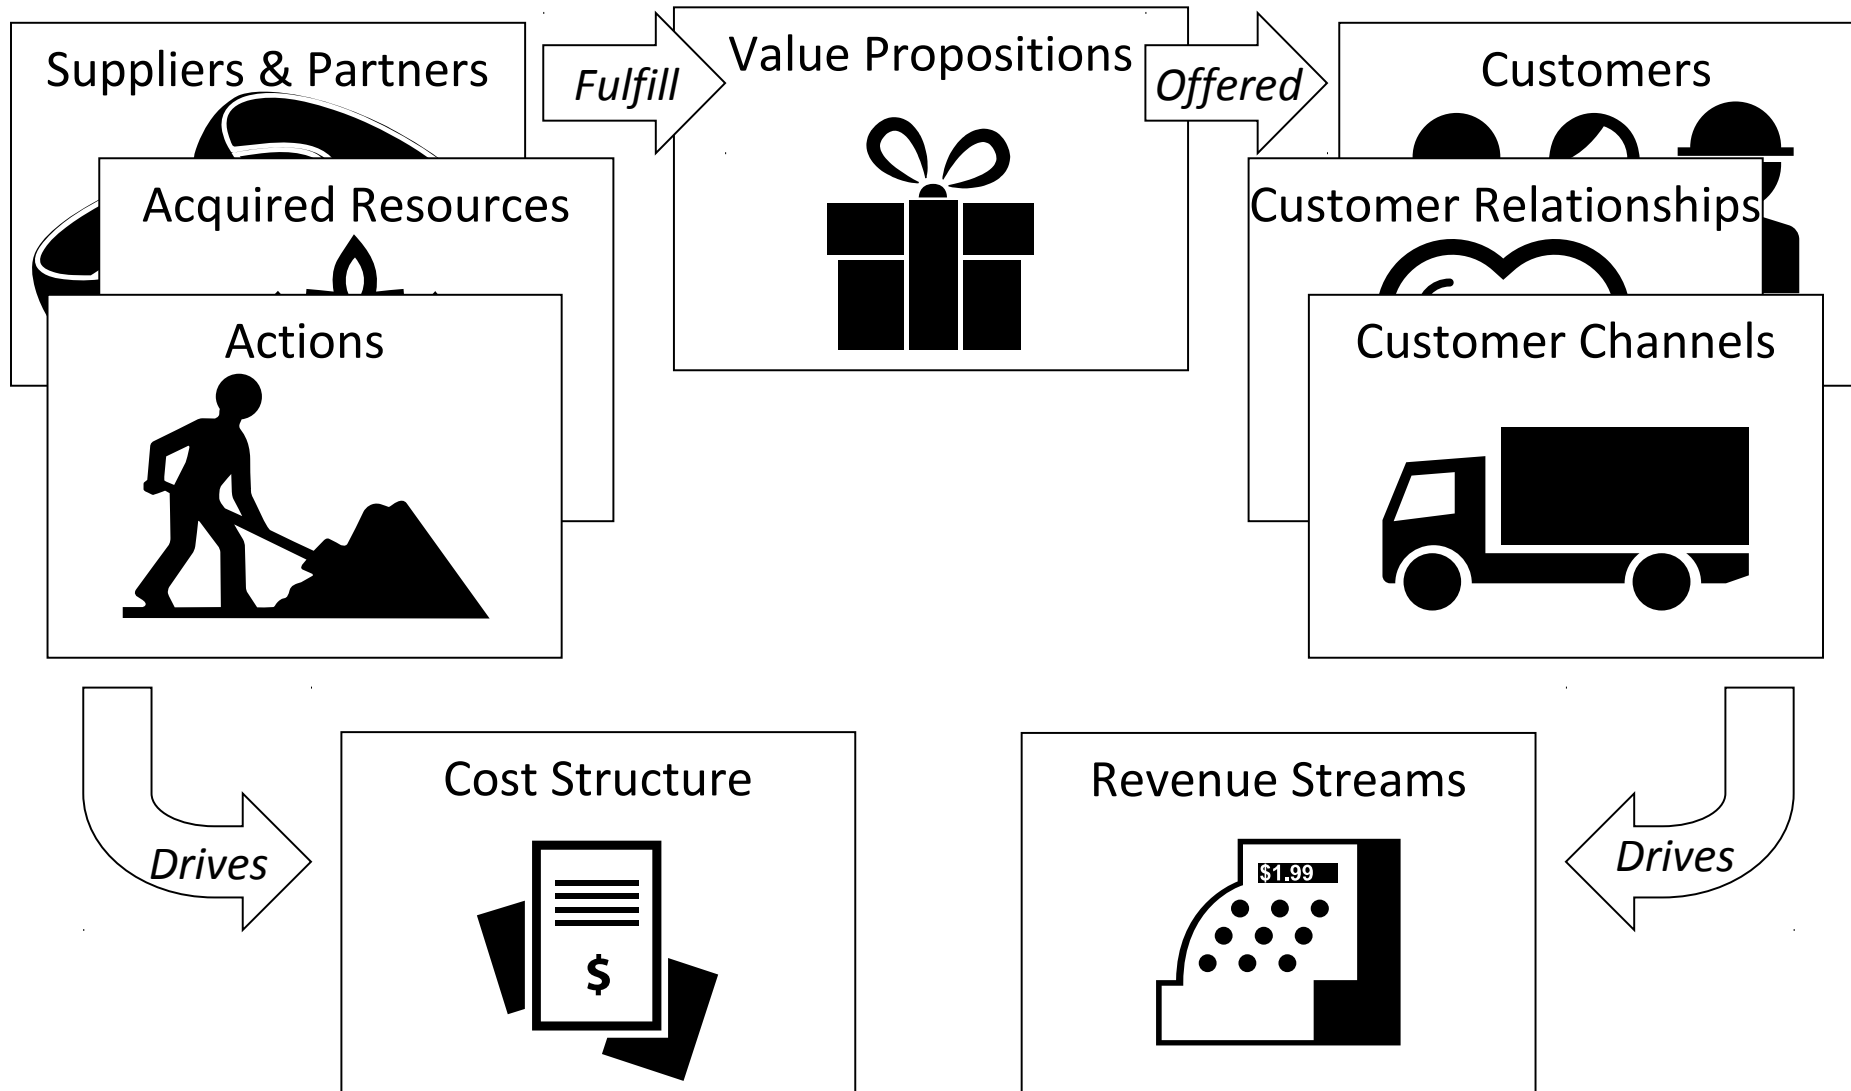 Suppliers & Partners
Fulfill
Value Propositions
Offered
Customers
Acquired Resources
Customer Relationships
Actions
Customer Channels
Drives
Cost Structure
$
Revenue Streams
$1.99
Drives